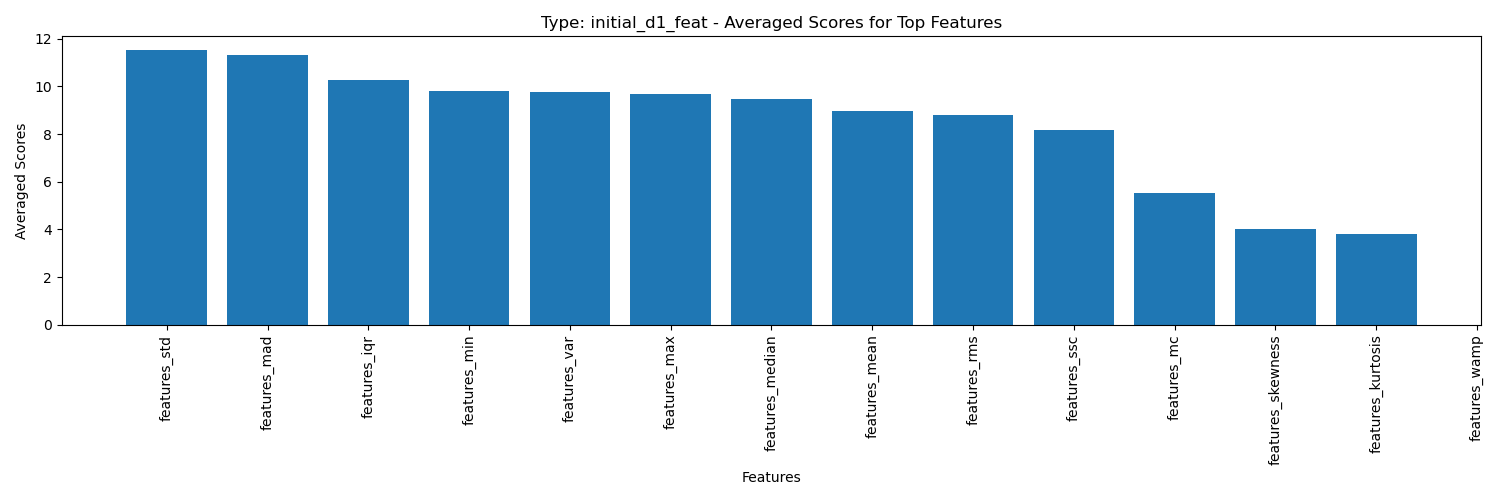 Type: initial_d1_feat - Averaged Scores for Top Features
Averaged Scores
12
10
8
6
4
2
0
features_std
features_mad
features_iqr
features_min
features_var
features_max
features_median
features_mean
features_rms
features_ssc
features_mc
features_skewness
features_kurtosis
features_wamp
Features